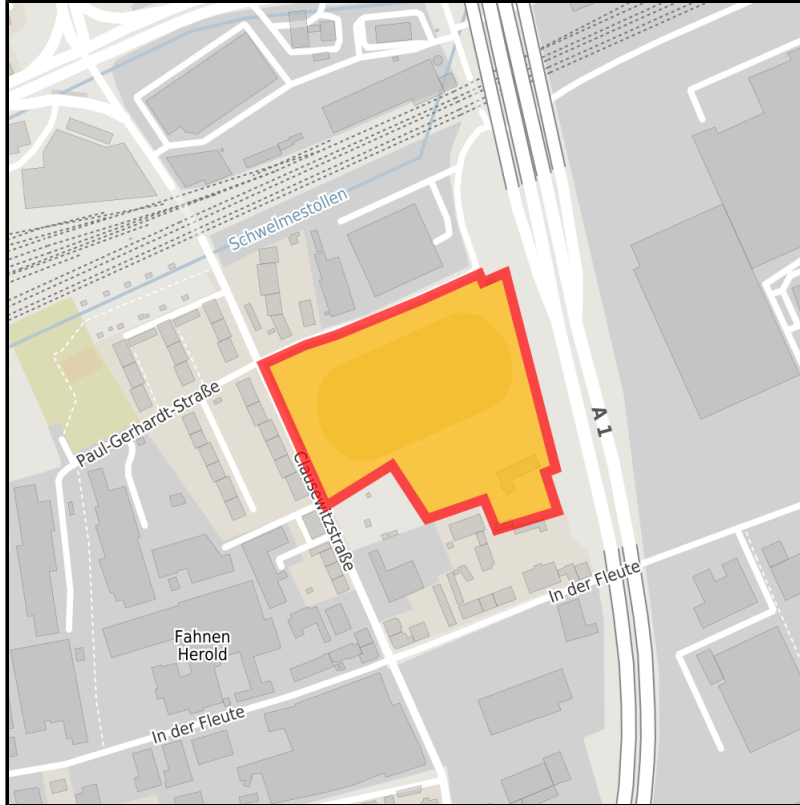 Schwelmestollen
Paul-Gerhardt-Straße
A 1
Clausewitzstraße
In der Fleute
Fahnen
Herold
In der Fleute